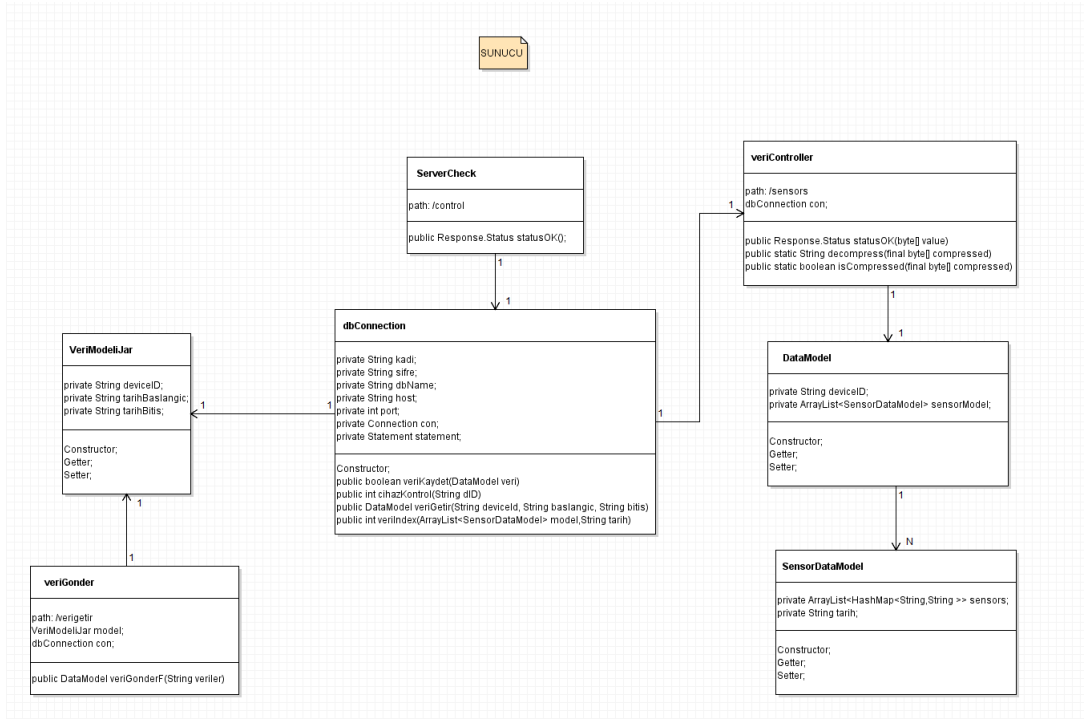 SUNUCU
ServerCheck
path: /control
public Response.Status statusOK();
1
1
veriController
path: /sensors
dbConnection con;
public Response.Status statusOK(byte[] value)
public static String decompress(final byte[] compressed)
public static boolean isCompressed(final byte[] compressed)
1
1
1
1
dbConnection
private String kadi;
private String sifre;
private String dbName;
private String host;
private int port;
private Connection con;
private Statement statement;
Constructor;
public boolean veriKaydet(DataModel veri)
public int cihazKontrol(String dID)
public DataModel veriGetir(String deviceId, String baslangic, String bitis)
public int veriIndex(ArrayList<SensorDataModel> model,String tarih)
1
1
VeriModeliJar
private String deviceID;
private String tarihBaslangic;
private String tarihBitis;
Constructor;
Getter;
Setter;
1
1
veriGonder
path: /verigetir
VeriModeliJar model;
dbConnection con;
public DataModel veriGonderF(String veriler)
DataModel
private String deviceID;
private ArrayList<SensorDataModel> sensorModel;
Constructor;
Getter;
Setter;
1
N
SensorDataModel
private ArrayList<HashMap<String,String >> sensors;
private String tarih;
Constructor;
Getter;
Setter;